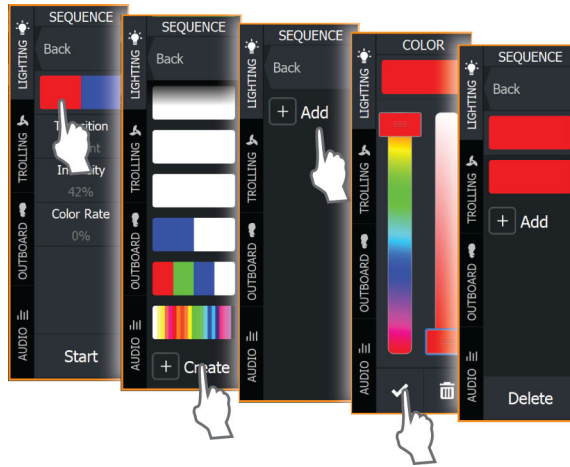 SEQUENCE
Back
LIGHTING
TROLLING
OUTBOARD
AUDIO
42%
Color Rate
0%
Start
SEQUENCE
Back
LIGHTING
TROLLING
OUTBOARD
AUDIO
+ Create
SEQUENCE
Back
LIGHTING
TROLLING
OUTBOARD
AUDIO
+ Add
COLOR
LIGHTING
TROLLING
OUTBOARD
AUDIO
SEQUENCE
Back
LIGHTING
TROLLING
OUTBOARD
AUDIO
+ Add
Delete